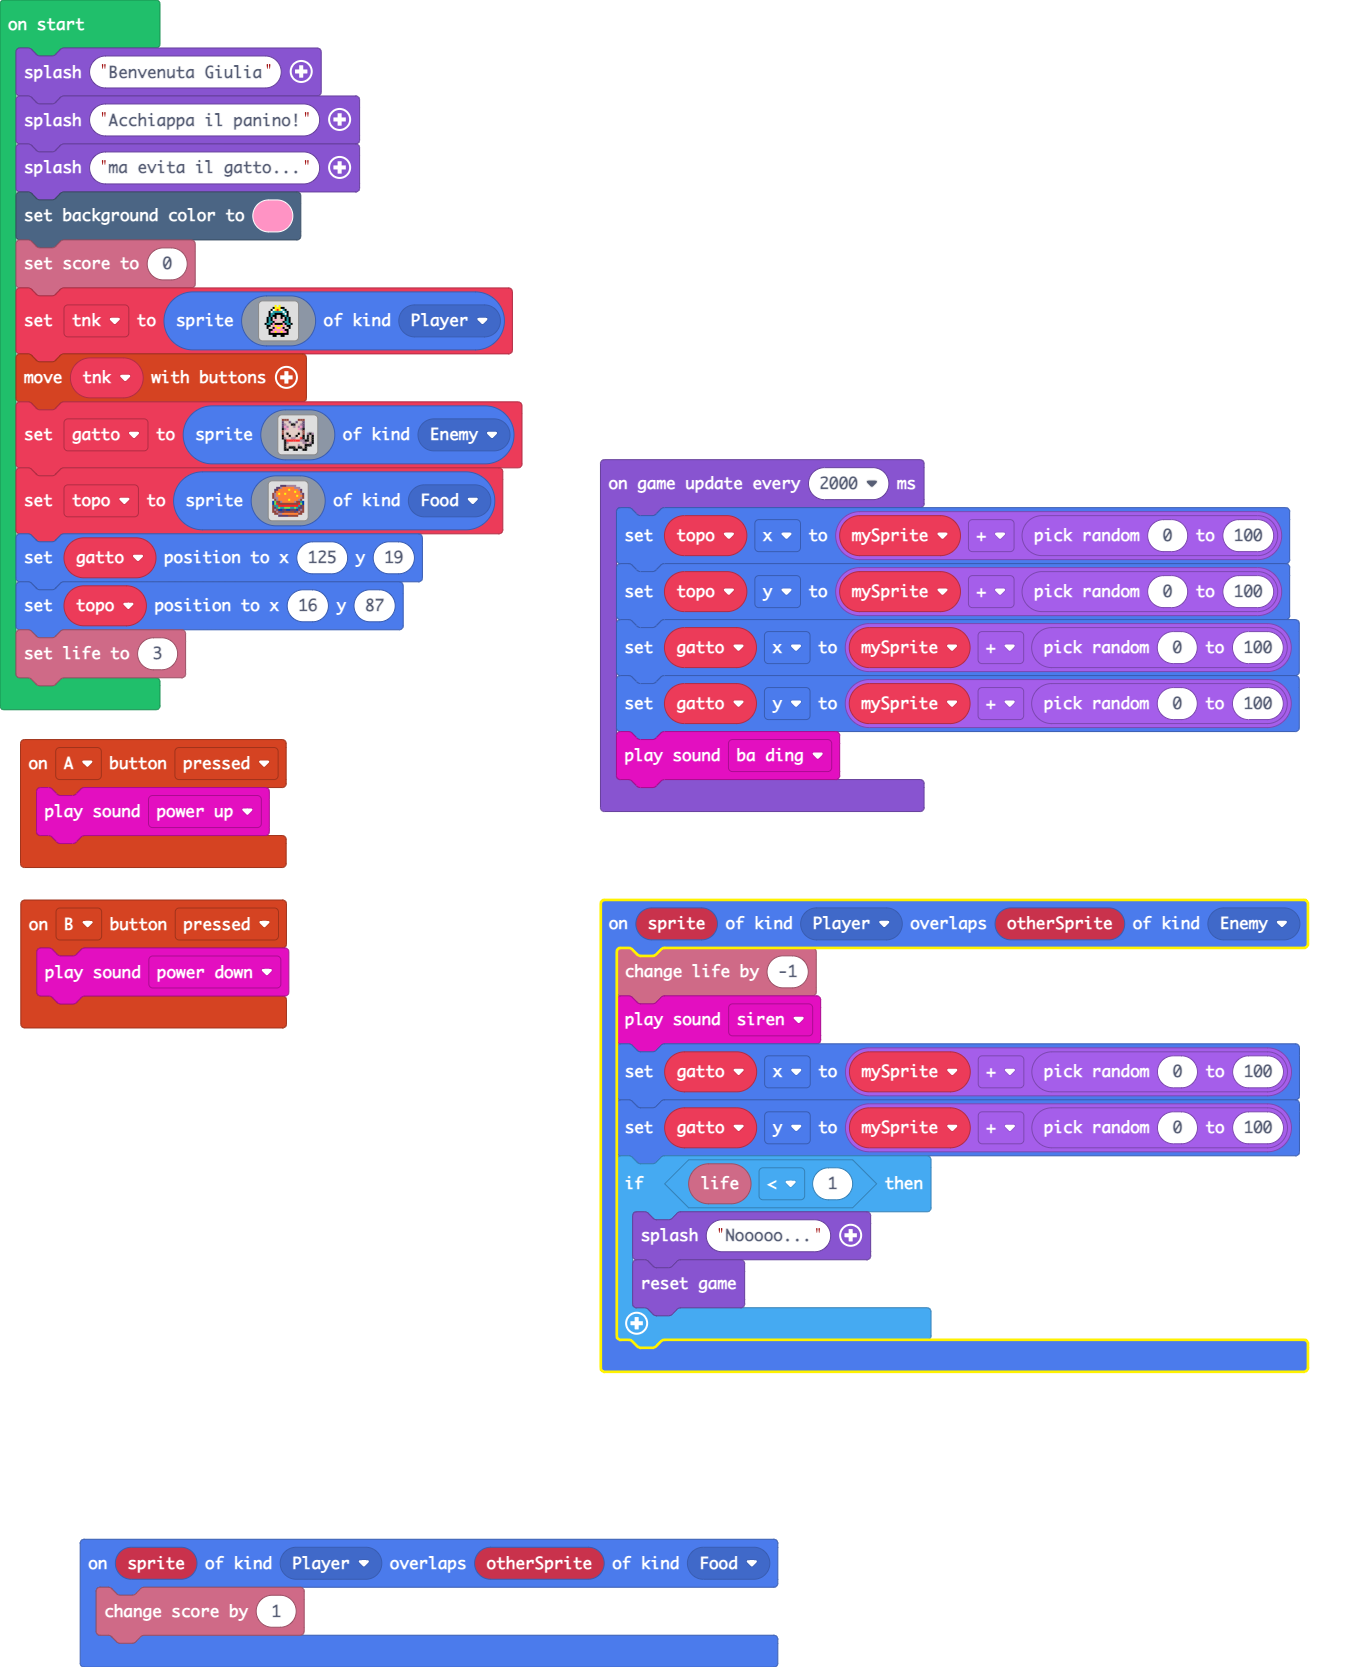 on start
splash "Benvenuta Giulia"
splash "Acchiappa il panino!"
splash "ma evita il gatto..."
set background color to
set score to 0
set tnk to sprite of kind Player
move tnk with buttons
set gatto to sprite of kind Enemy
set topo to sprite of kind Food
set gatto position to x 125 y 19
set topo position to x 16 y 87
set life to 3
on A button pressed
play sound power up
on B button pressed
play sound power down
on game update every 2000 ms
set topo x to mySprite + pick random 0 to 100
set topo y to mySprite + pick random 0 to 100
set gatto x to mySprite + pick random 0 to 100
set gatto y to mySprite + pick random 0 to 100
play sound ba ding
on sprite of kind Player overlaps otherSprite of kind Enemy
change life by -1
play sound siren
set gatto x to mySprite + pick random 0 to 100
set gatto y to mySprite + pick random 0 to 100
if life < 1 then
splash "Nooooo..."
reset game
on sprite of kind Player overlaps otherSprite of kind Food
change score by 1